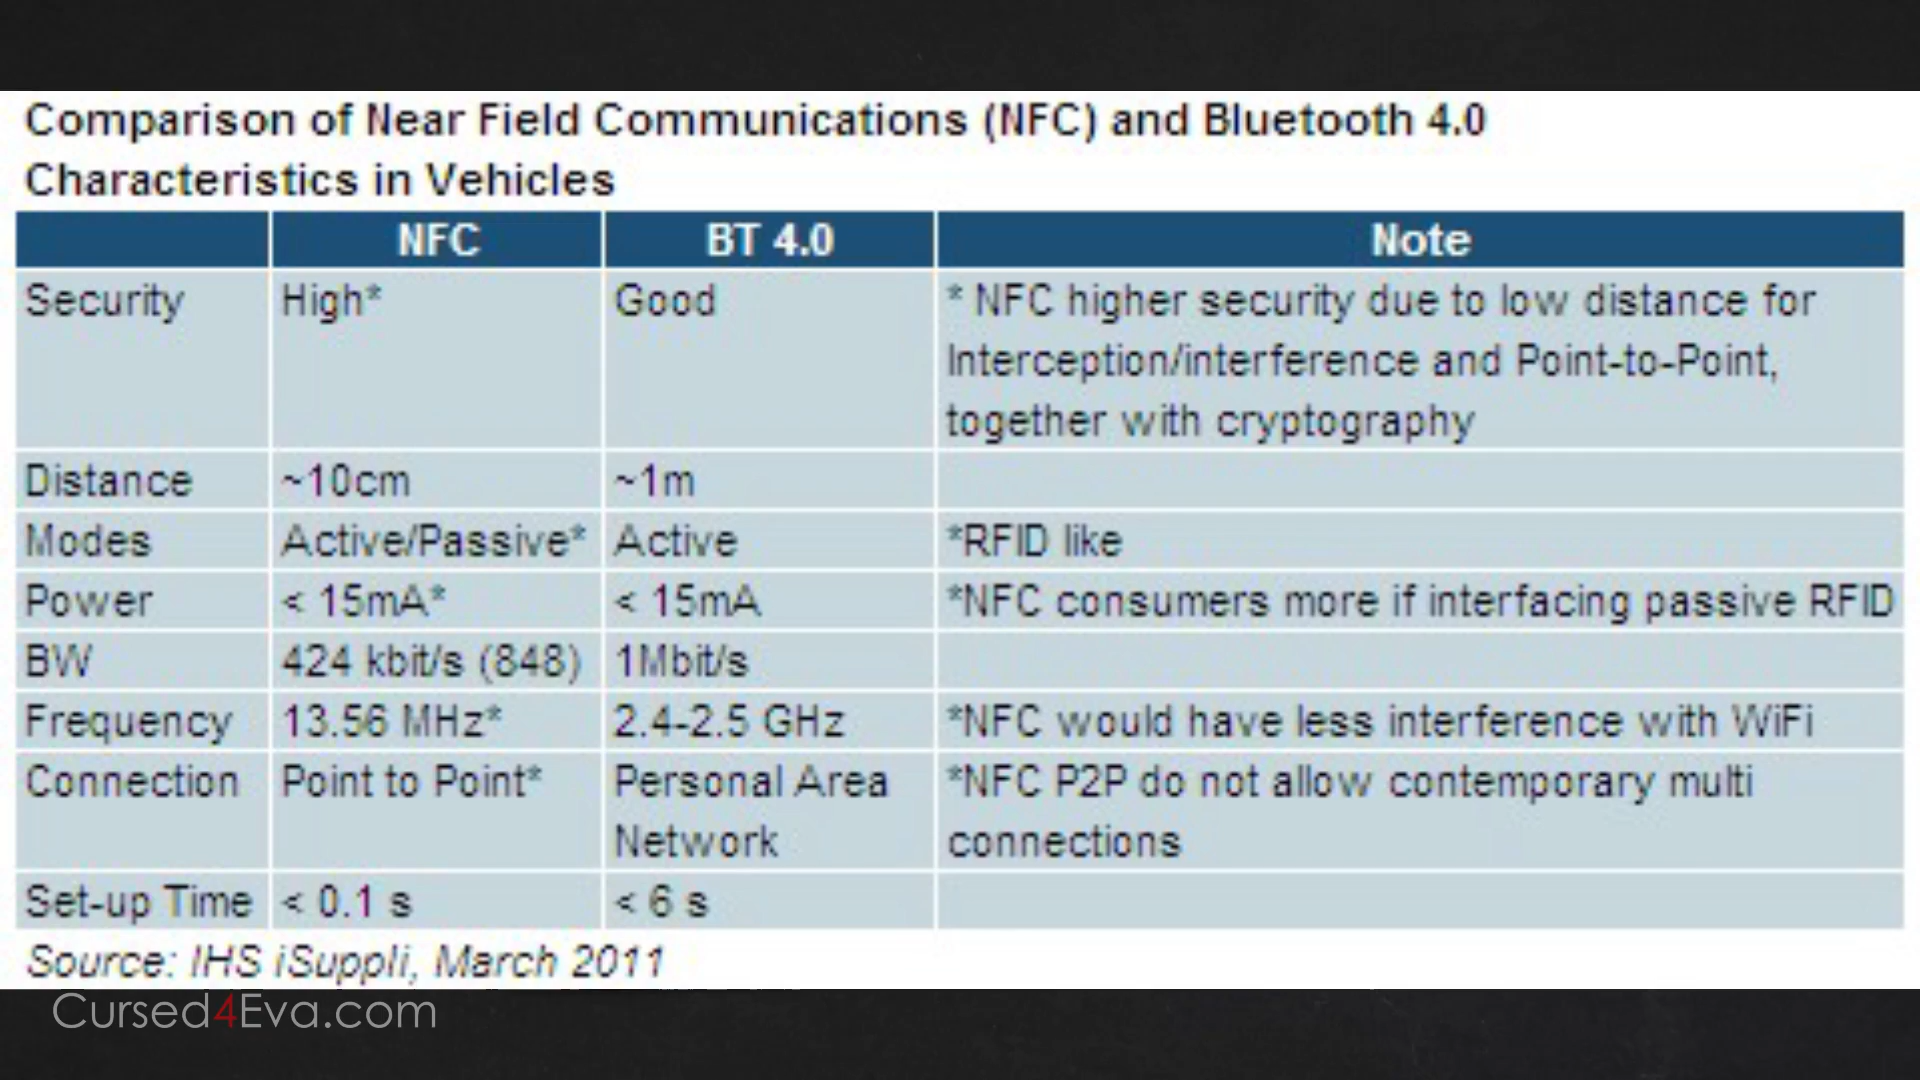 Comparison of Near Field Communications (NFC) and Bluetooth 4.0
Characteristics in Vehicles
NFC BT 4.0 Note
Security High* Good * NFC higher security due to low distance for
Interception/interference and Point-to-Point,
together with cryptography
Distance ~10cm ~1m
Modes Active/Passive* Active *RFID like
Power < 15mA* < 15mA *NFC consumers more if interfacing passive RFID
BW 424 kbit/s (848) 1Mbit/s
Frequency 13.56 MHz* 2.4-2.5 GHz *NFC would have less interference with WiFi
Connection Point to Point* Personal Area *NFC P2P do not allow contemporary multi
Network connections
Set-up Time < 0.1 s < 6 s
Source: IHS iSuppli, March 2011
Cursed4Eva.com